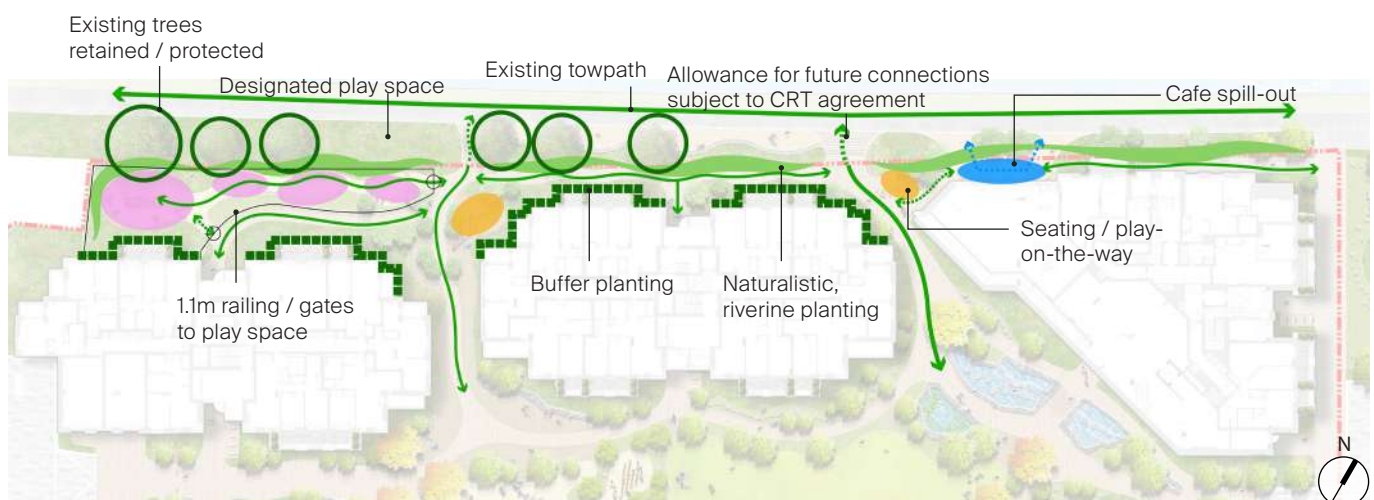 Existing trees
retained / protected
Designated play space
Existing towpath
Allowance for future connections
subject to CRT agreement
Cafe spill-out
Seating / play-
on-the-way
Buffer planting
Naturalistic,
riverine planting
1.1m railing / gates
to play space
N